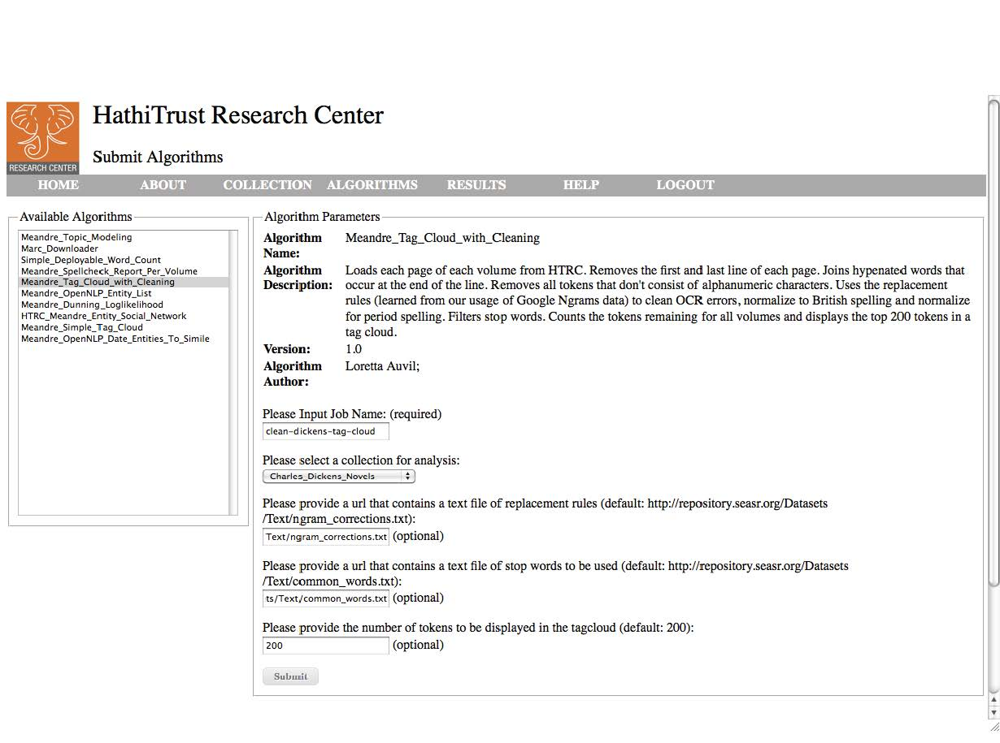 HathiTrust Research Center
Submit Algorithms
RESEARCH CENTER
HOME ABOUT COLLECTION ALGORITHMS RESULTS HELP LOGOUT
Available Algorithms
Meandre_Topic_Modeling
Marc_Downloader
Simple_Deployable_Word_Count
Meandre_Spellcheck_Report_Per_Volume
Meandre_Tag_Cloud_with_Cleaning
Meandre_OpenNLP_Entity_List
Meandre_Dunning_Loglikelihood
HTRC_Meandre_Entity_Social_Network
Meandre_Simple_Tag_Cloud
Meandre_OpenNLP_Date_Entities_To_Simile
Algorithm Parameters
Algorithm Name: Meandre_Tag_Cloud_with_Cleaning
Algorithm Description: Loads each page of each volume from HTRC. Removes the first and last line of each page. Joins hypenated words that
occur at the end of the line. Removes all tokens that don't consist of alphanumeric characters. Uses the replacement
rules (learned from our usage of Google Ngrams data) to clean OCR errors, normalize to British spelling and normalize
for period spelling. Filters stop words. Counts the tokens remaining for all volumes and displays the top 200 tokens in a
tag cloud.
Version: 1.0
Algorithm Author: Loretta Auvil;
Please Input Job Name: (required)
clean-dickens-tag-cloud
Please select a collection for analysis:
Charles_Dickens_Novels
Please provide a url that contains a text file of replacement rules (default: http://repository.seasr.org/Datasets
/Text/ngram_corrections.txt):
Text/ngram_corrections.txt (optional)
Please provide a url that contains a text file of stop words to be used (default: http://repository.seasr.org/Datasets
/Text/common_words.txt):
ts/Text/common_words.txt (optional)
Please provide the number of tokens to be displayed in the tagcloud (default: 200):
200 (optional)
Submit